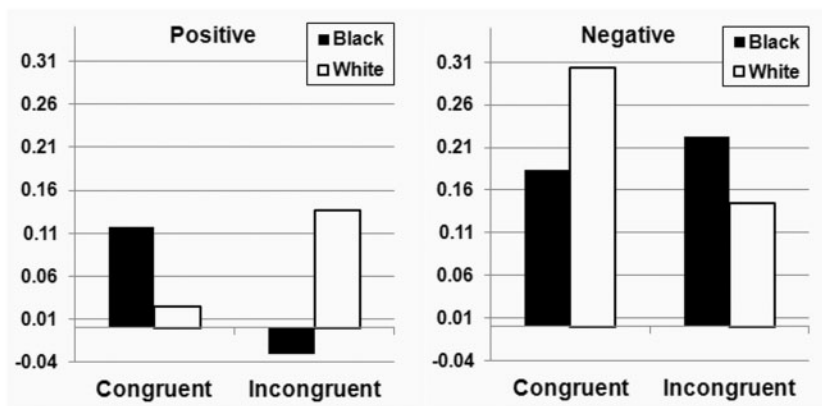 Positive
Black
White
0.31
0.26
0.21
0.16
0.11
0.06
0.01
-0.04
Congruent Incongruent
Negative
Black
White
0.31
0.26
0.21
0.16
0.11
0.06
0.01
-0.04
Congruent Incongruent